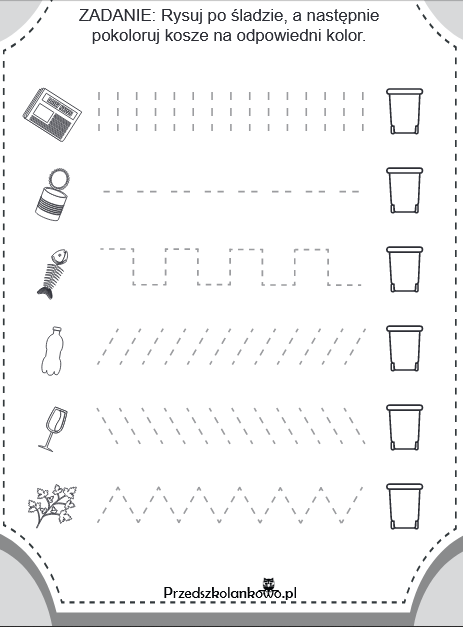 ZADANIE: Rysuj po śladzie, a następnie
pokoloruj kosze na odpowiedni kolor.
Przedszkolankowo.pl